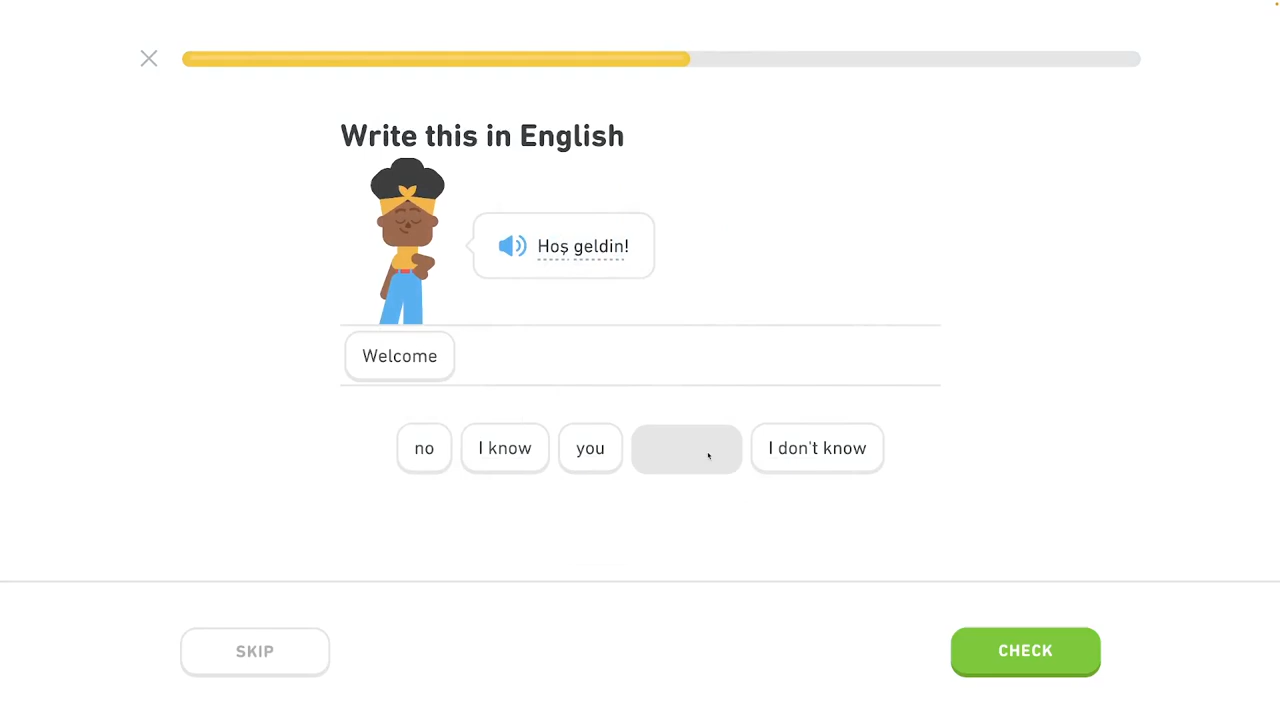 Write this in English
Hoş geldin!
Welcome
no I know you I don't know
SKIP CHECK